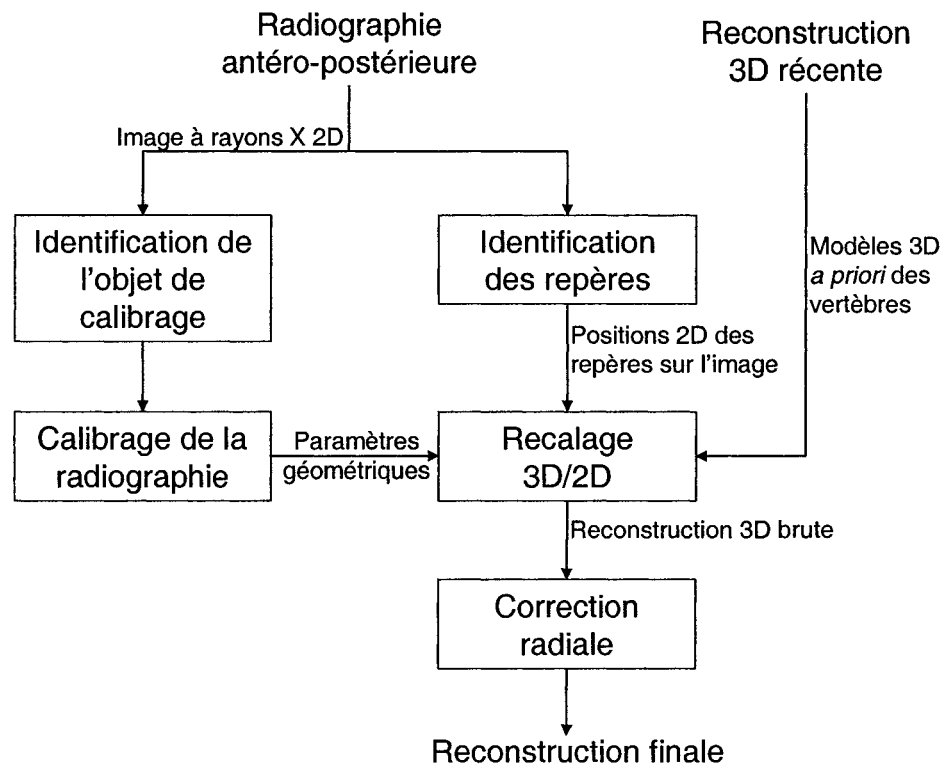 Radiographie
antéro-postérieure
Reconstruction
3D récente
Image à rayons X 2D
Identification de
l'objet de
calibrage
Identification
des repères
Modèles 3D
a priori des
vertèbres
Positions 2D des
repères sur l'image
Calibrage de la
radiographie
Paramètres
géométriques
Recalage
3D/2D
Reconstruction 3D brute
Correction
radiale
Reconstruction finale